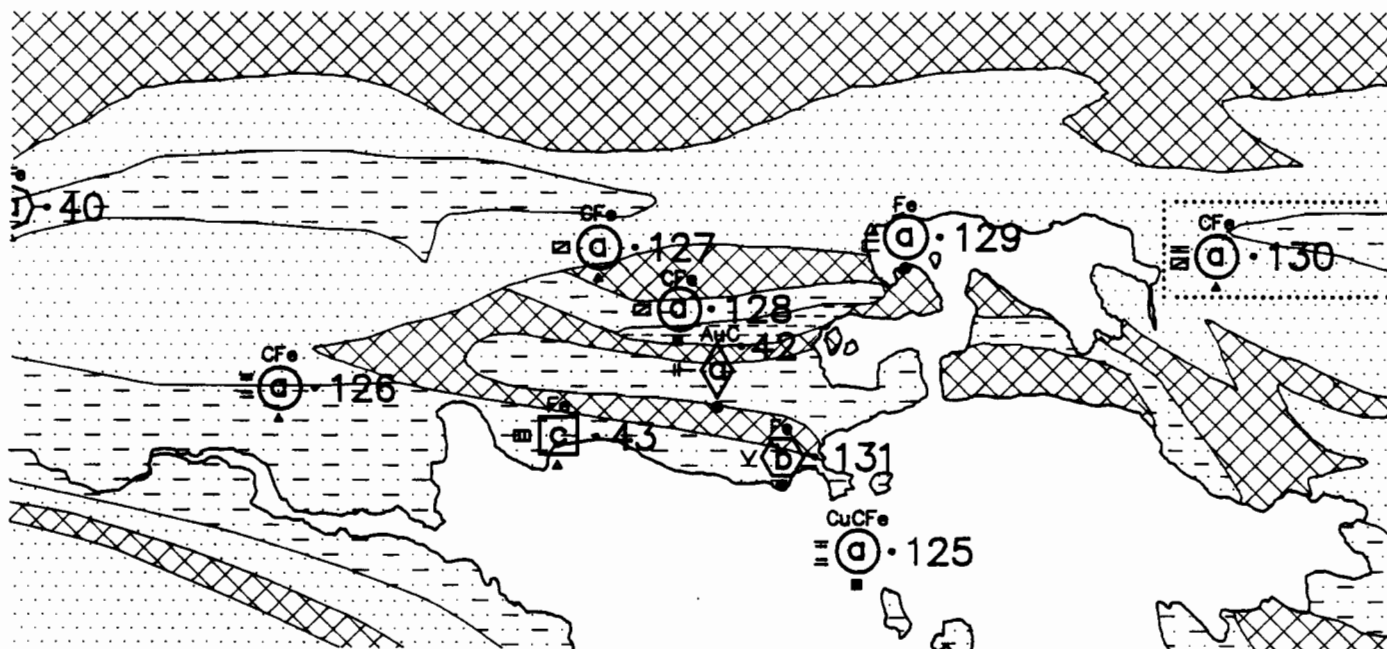 40
CFe
a · 127
Fe
a · 129
CFe
a · 130
CFe
a · 128
AuC
a · 42
CFe
a · 126
Fe
c · 43
Fe
b 131
CuCFe
a · 125